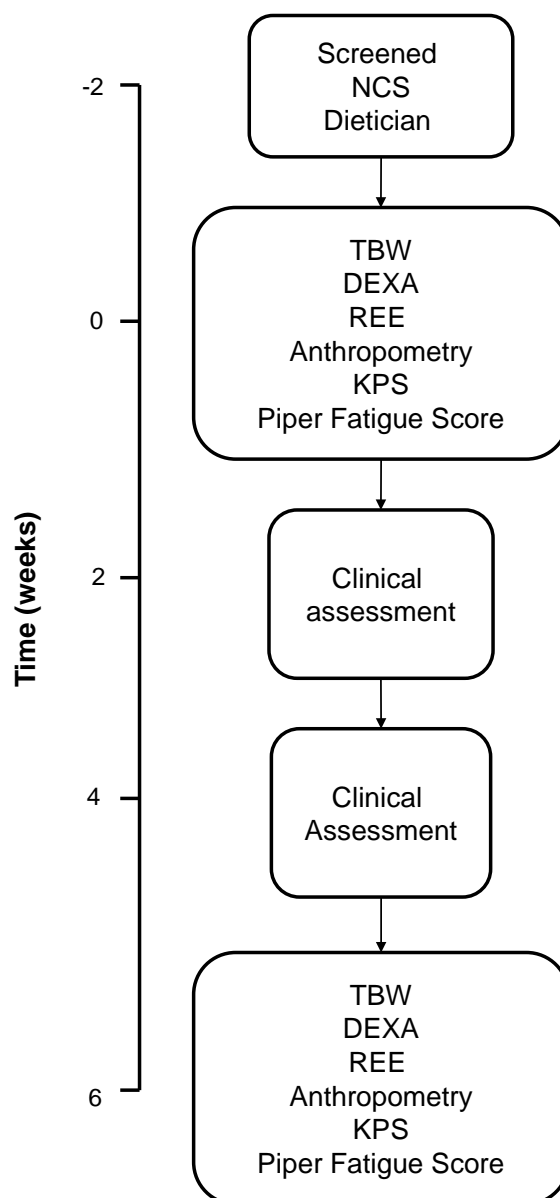 Screened
NCS
Dietician
-2
TBW
DEXA
REE
Anthropometry
KPS
Piper Fatigue Score
0
Time (weeks)
Clinical
assessment
2
Clinical
Assessment
4
TBW
DEXA
REE
Anthropometry
KPS
Piper Fatigue Score
6